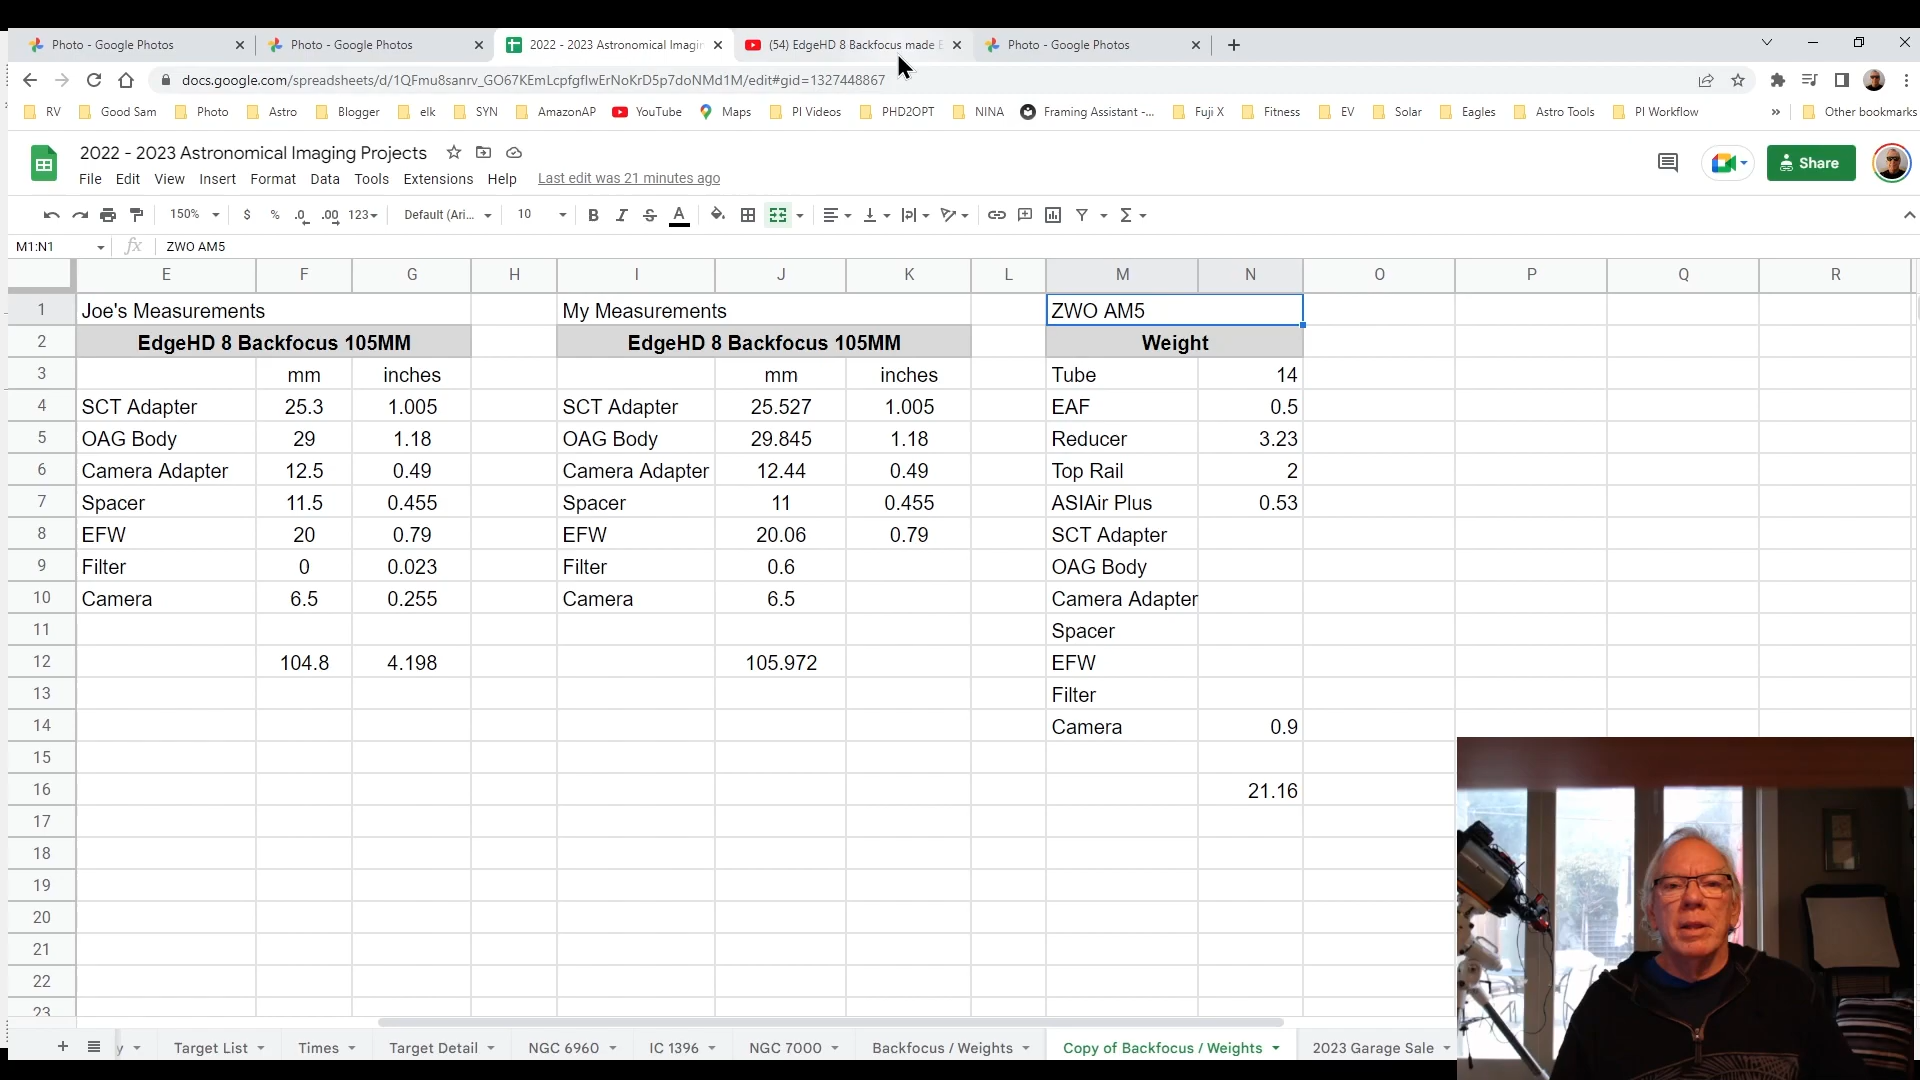 Photo - Google Photos
Photo - Google Photos
2022 - 2023 Astronomical Imagin
(54) EdgeHD 8 Backfocus made E
Photo - Google Photos
docs.google.com/spreadsheets/d/1QFmu8sanrv_GO67KEmLcpfgfIwErNoKrD5p7doNMd1M/edit#gid=1327448867
RV Good Sam Photo Astro Blogger elk SYN AmazonAP YouTube Maps PI Videos PHD2OPT NINA Framing Assistant -... Fuji X Fitness EV Solar Eagles Astro Tools PI Workflow » Other bookmarks
2022 - 2023 Astronomical Imaging Projects
File Edit View Insert Format Data Tools Extensions Help Last edit was 21 minutes ago
Share
150% $ % .0 .00 123 Default (Ari... 10 B I S A
M1:N1 fx ZWO AM5
E F G H I J K L M N O P Q R
1 Joe's Measurements My Measurements ZWO AM5
2 EdgeHD 8 Backfocus 105MM EdgeHD 8 Backfocus 105MM Weight
3 mm inches mm inches Tube 14
4 SCT Adapter 25.3 1.005 SCT Adapter 25.527 1.005 EAF 0.5
5 OAG Body 29 1.18 OAG Body 29.845 1.18 Reducer 3.23
6 Camera Adapter 12.5 0.49 Camera Adapter 12.44 0.49 Top Rail 2
7 Spacer 11.5 0.455 Spacer 11 0.455 ASIAir Plus 0.53
8 EFW 20 0.79 EFW 20.06 0.79 SCT Adapter
9 Filter 0 0.023 Filter 0.6 OAG Body
10 Camera 6.5 0.255 Camera 6.5 Camera Adapter
11 Spacer
12 104.8 4.198 105.972 EFW
13 Filter
14 Camera 0.9
15
16 21.16
17
18
19
20
21
22
23
y Target List Times Target Detail NGC 6960 IC 1396 NGC 7000 Backfocus / Weights Copy of Backfocus / Weights 2023 Garage Sale